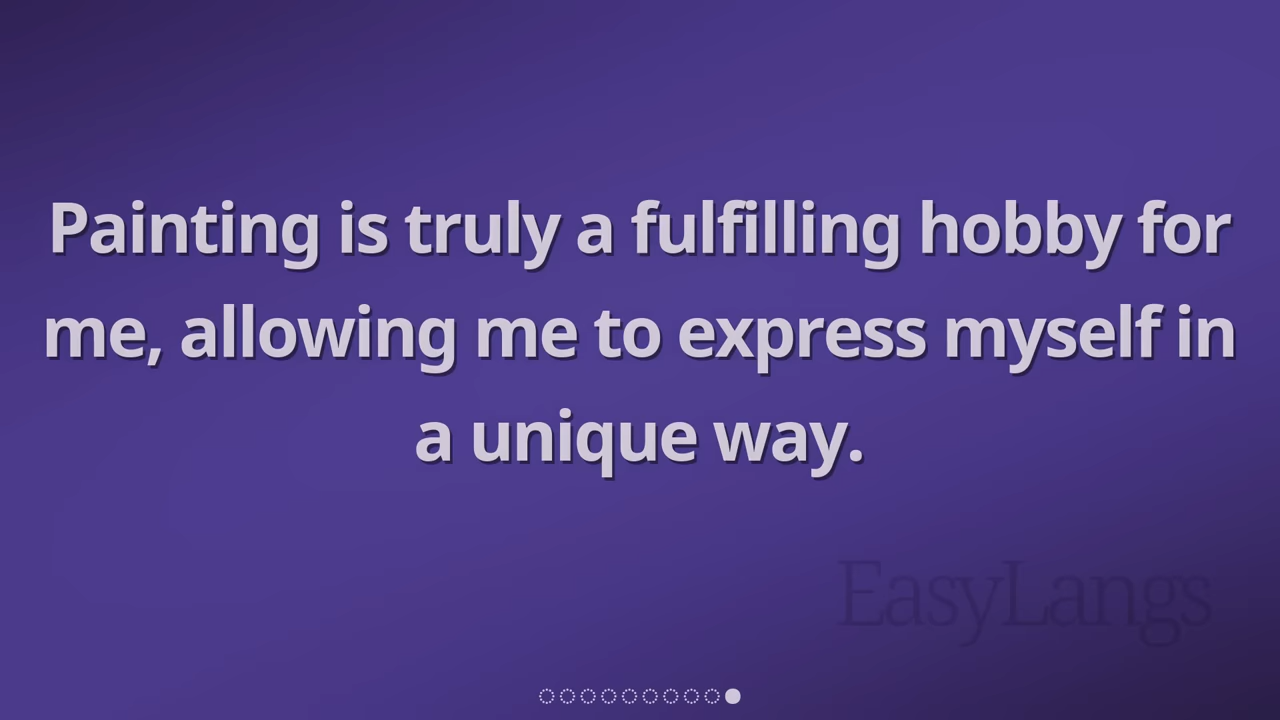 Painting is truly a fulfilling hobby for
me, allowing me to express myself in
a unique way.
EasyLangs